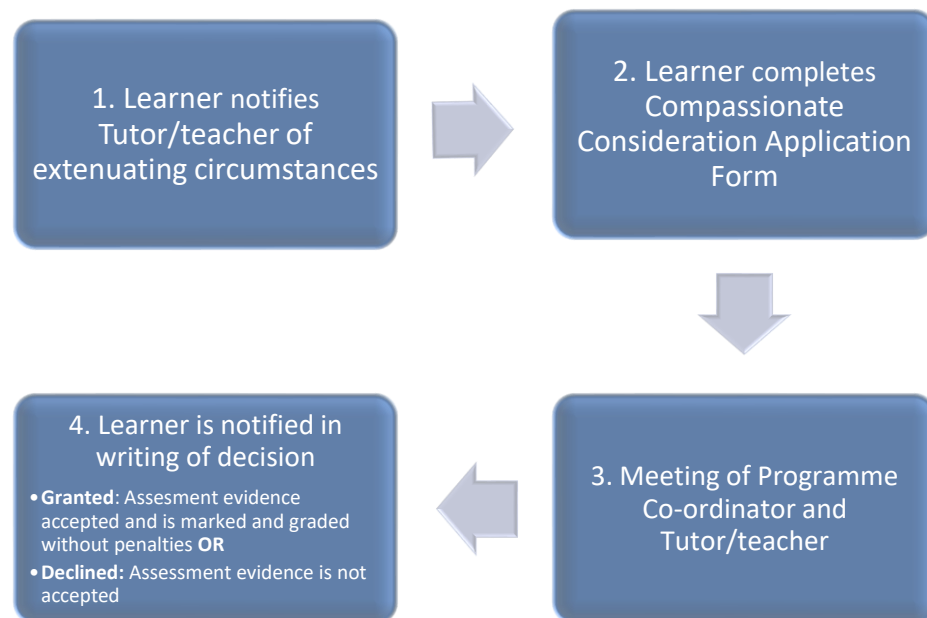 1. Learner notifies
Tutor/teacher of
extenuating circumstances
2. Learner completes
Compassionate
Consideration Application
Form
3. Meeting of Programme
Co-ordinator and
Tutor/teacher
4. Learner is notified in
writing of decision
•Granted: Assesment evidence
accepted and is marked and graded
without penalties OR
•Declined: Assessment evidence is not
accepted